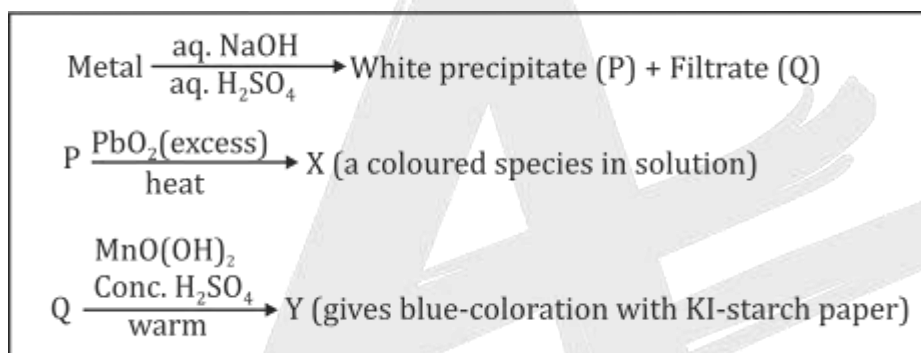 Metal aq. NaOH / aq. H₂SO₄ ⟶ White precipitate (P) + Filtrate (Q)
P PbO₂(excess) / heat ⟶ X (a coloured species in solution)
Q MnO(OH)₂ Conc. H₂SO₄ / warm ⟶ Y (gives blue-coloration with KI-starch paper)